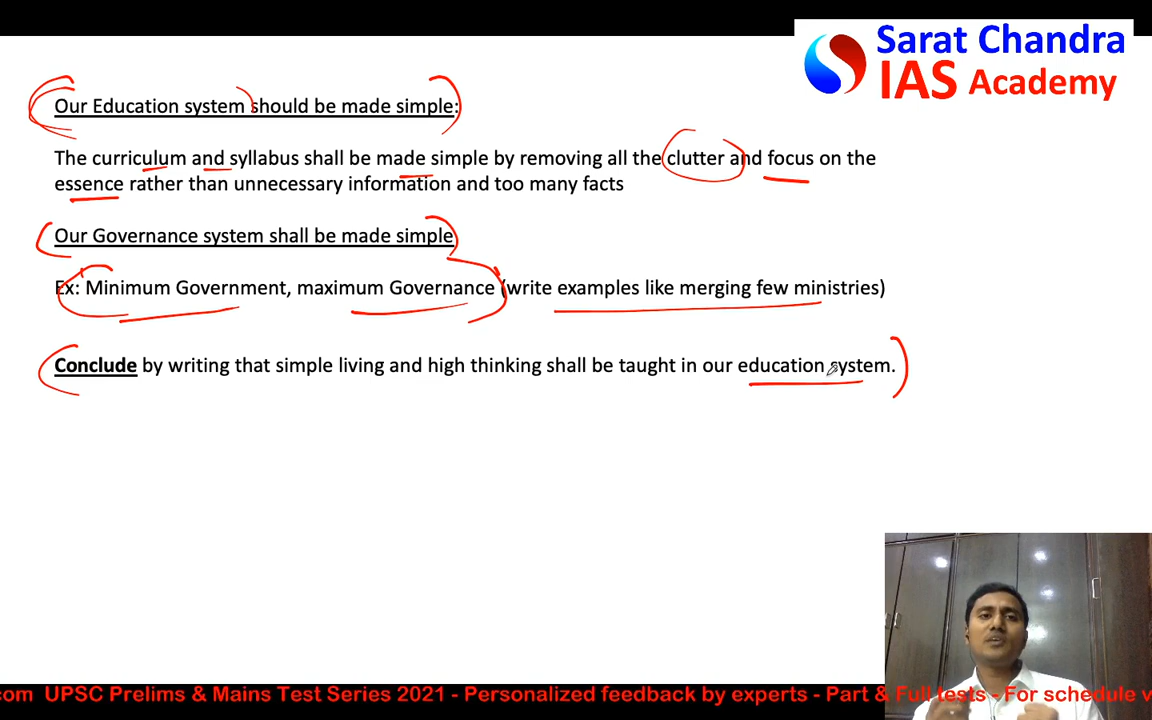 Sarat Chandra
IAS Academy
Our Education system should be made simple:
The curriculum and syllabus shall be made simple by removing all the clutter and focus on the
essence rather than unnecessary information and too many facts
Our Governance system shall be made simple
Ex: Minimum Government, maximum Governance (write examples like merging few ministries)
Conclude by writing that simple living and high thinking shall be taught in our education system.
com UPSC Prelims & Mains Test Series 2021 - Personalized feedback by experts - Part & Full tests - For schedule v